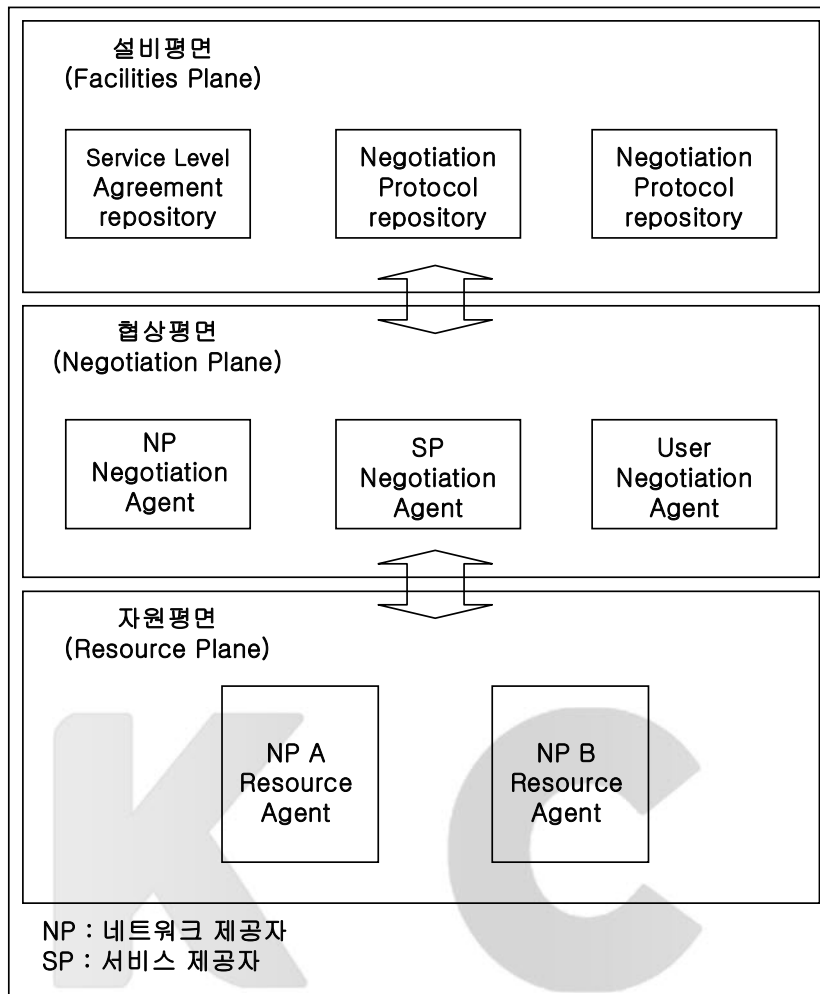 설비평면
(Facilities Plane)
Service Level
Agreement
repository
Negotiation
Protocol
repository
Negotiation
Protocol
repository
협상평면
(Negotiation Plane)
NP
Negotiation
Agent
SP
Negotiation
Agent
User
Negotiation
Agent
자원평면
(Resource Plane)
NP A
Resource
Agent
NP B
Resource
Agent
NP : 네트워크 제공자
SP : 서비스 제공자
K C